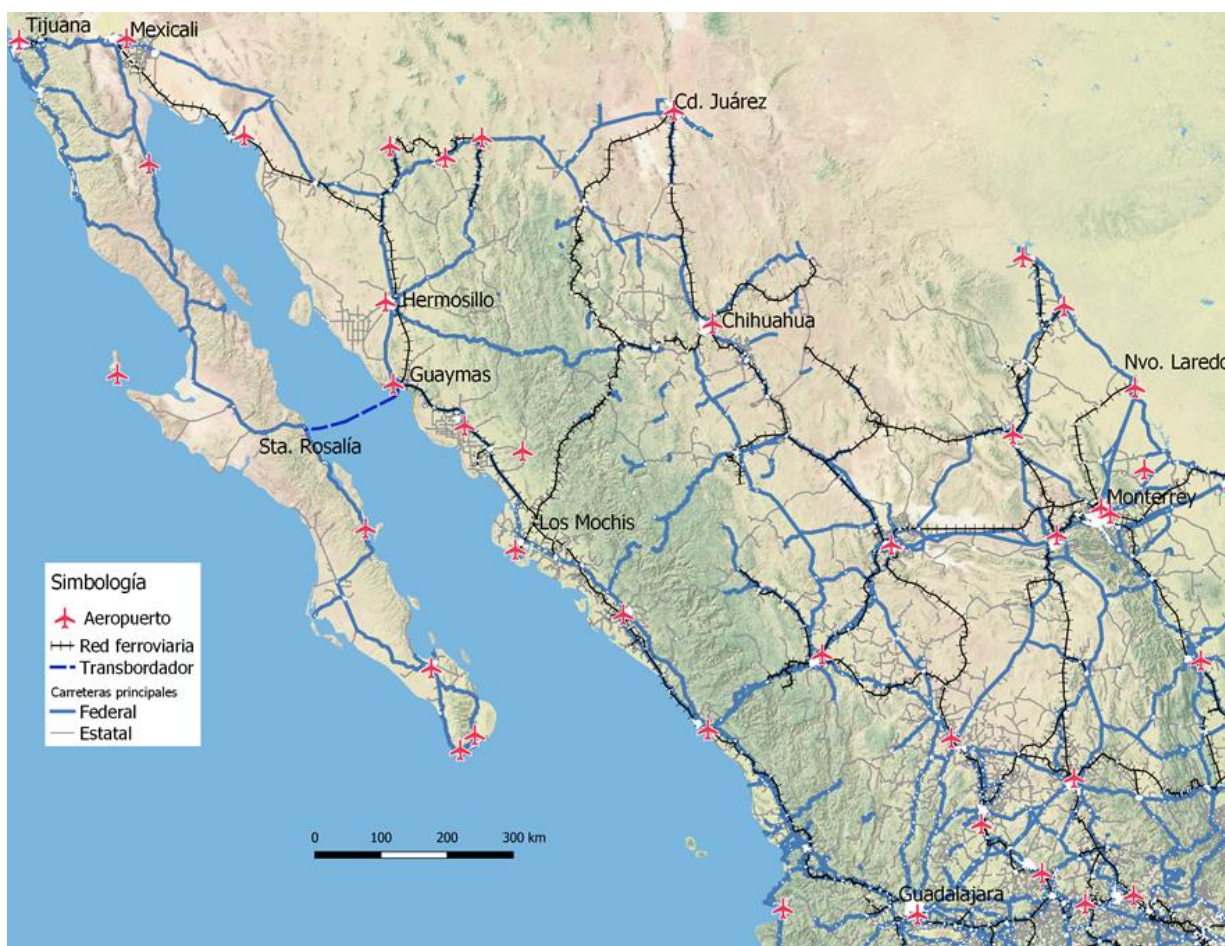 Tijuana
Mexicali
Cd. Juárez
Hermosillo
Chihuahua
Guaymas
Nvo. Laredo
Sta. Rosalía
Monterrey
Los Mochis
Simbología
Aeropuerto
Red ferroviaria
Transbordador
Carreteras principales
Federal
Estatal
0 100 200 300 km
Guadalajara